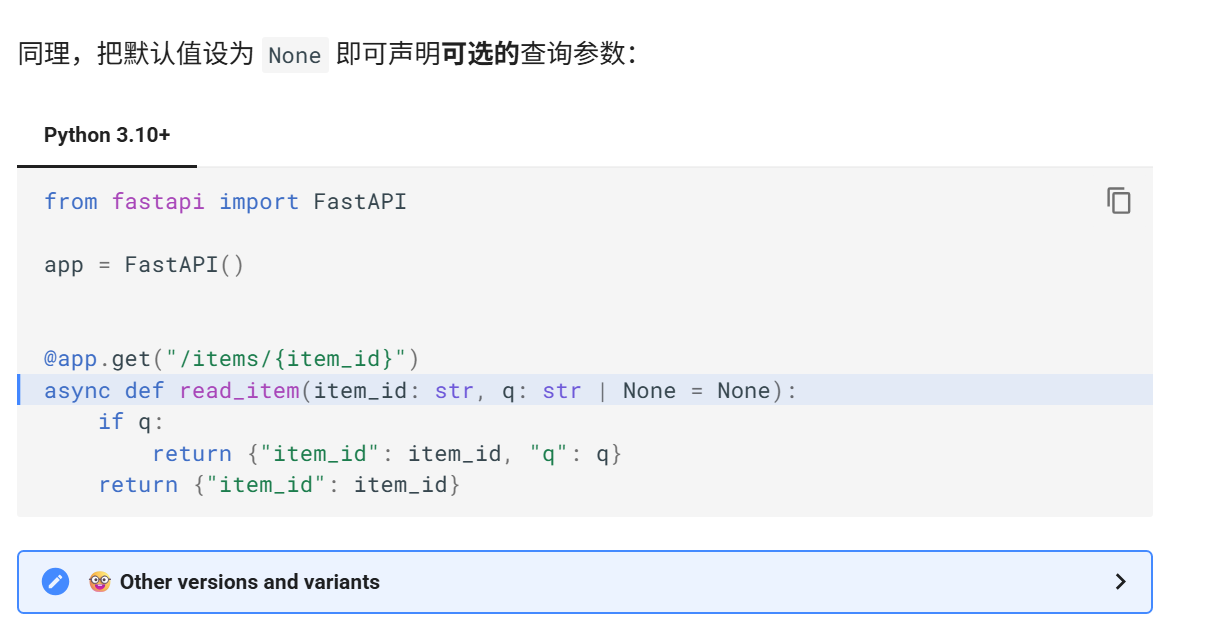 同理，把默认值设为 None 即可声明可选的查询参数：
Python 3.10+
from fastapi import FastAPI
app = FastAPI()
@app.get("/items/{item_id}")
async def read_item(item_id: str, q: str | None = None):
    if q:
        return {"item_id": item_id, "q": q}
    return {"item_id": item_id}
🤓 Other versions and variants